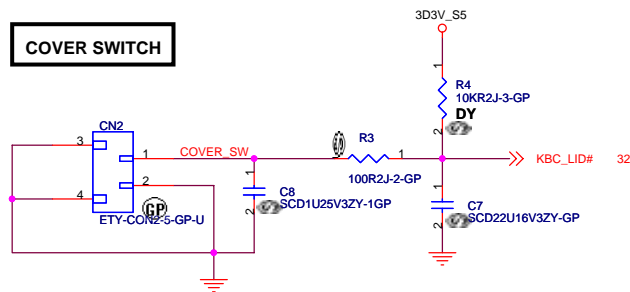 3D3V_S5
COVER SWITCH
1
R4
10KR2J-3-GP
DY
2
CN2
3
1
COVER_SW
R3
1
KBC_LID# 32
100R2J-2-GP
2
1
C8
SCD1U25V3ZY-1GP
2
1
C7
SCD22U16V3ZY-GP
2
4
GP
ETY-CON2-5-GP-U